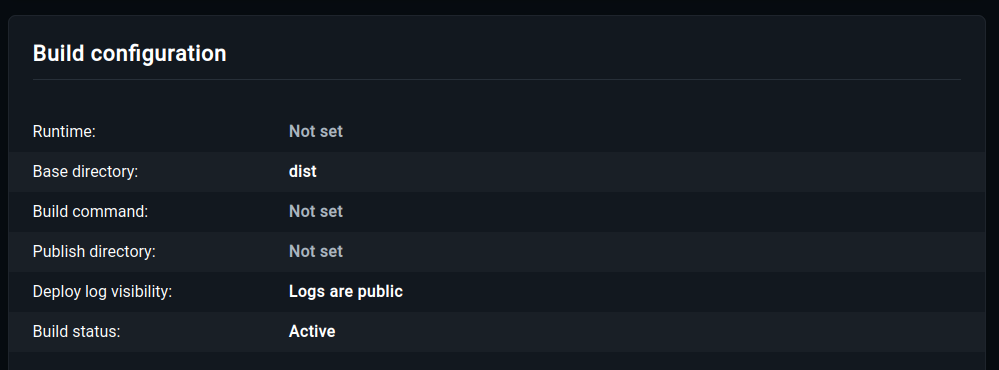 Build configuration
Runtime: Not set
Base directory: dist
Build command: Not set
Publish directory: Not set
Deploy log visibility: Logs are public
Build status: Active